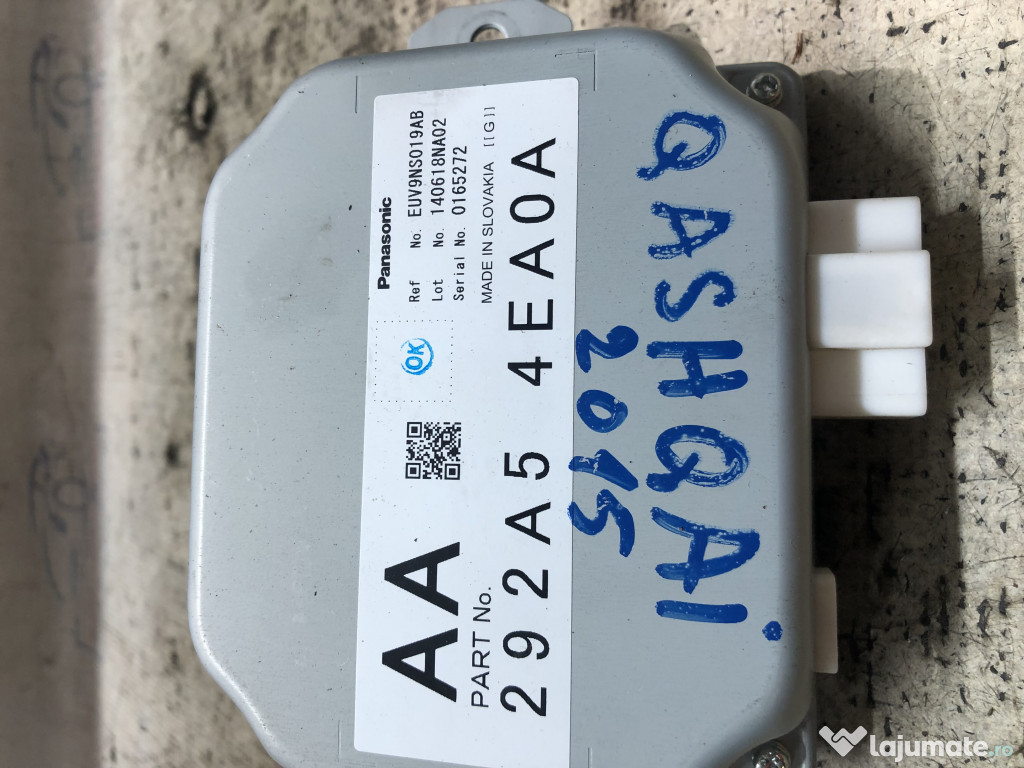 Panasonic
Ref No. EUV9NS019AB
Lot No. 140618NA02
Serial No. 0165272
MADE IN SLOVAKIA [[G]]
OK
AA
PART No.
292A5 4EA0A
2015
QASHQAi
lajumate.ro